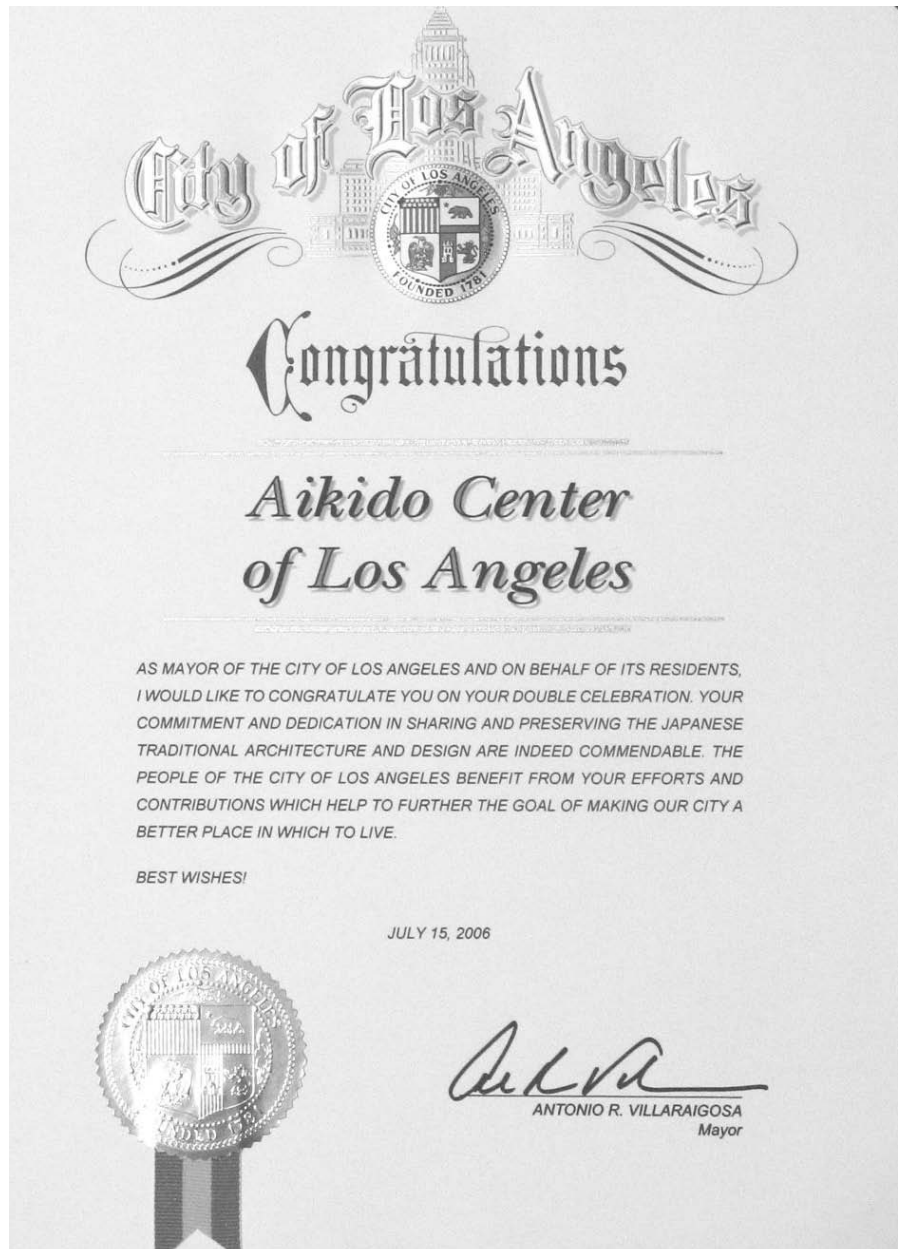 City of Los Angeles
CITY OF LOS ANGELES
FOUNDED 1781
Congratulations
Aikido Center
of Los Angeles
AS MAYOR OF THE CITY OF LOS ANGELES AND ON BEHALF OF ITS RESIDENTS,
I WOULD LIKE TO CONGRATULATE YOU ON YOUR DOUBLE CELEBRATION. YOUR
COMMITMENT AND DEDICATION IN SHARING AND PRESERVING THE JAPANESE
TRADITIONAL ARCHITECTURE AND DESIGN ARE INDEED COMMENDABLE. THE
PEOPLE OF THE CITY OF LOS ANGELES BENEFIT FROM YOUR EFFORTS AND
CONTRIBUTIONS WHICH HELP TO FURTHER THE GOAL OF MAKING OUR CITY A
BETTER PLACE IN WHICH TO LIVE.
BEST WISHES!
JULY 15, 2006
CITY OF LOS ANGELES
FOUNDED 1781
ANTONIO R. VILLARAIGOSA
Mayor